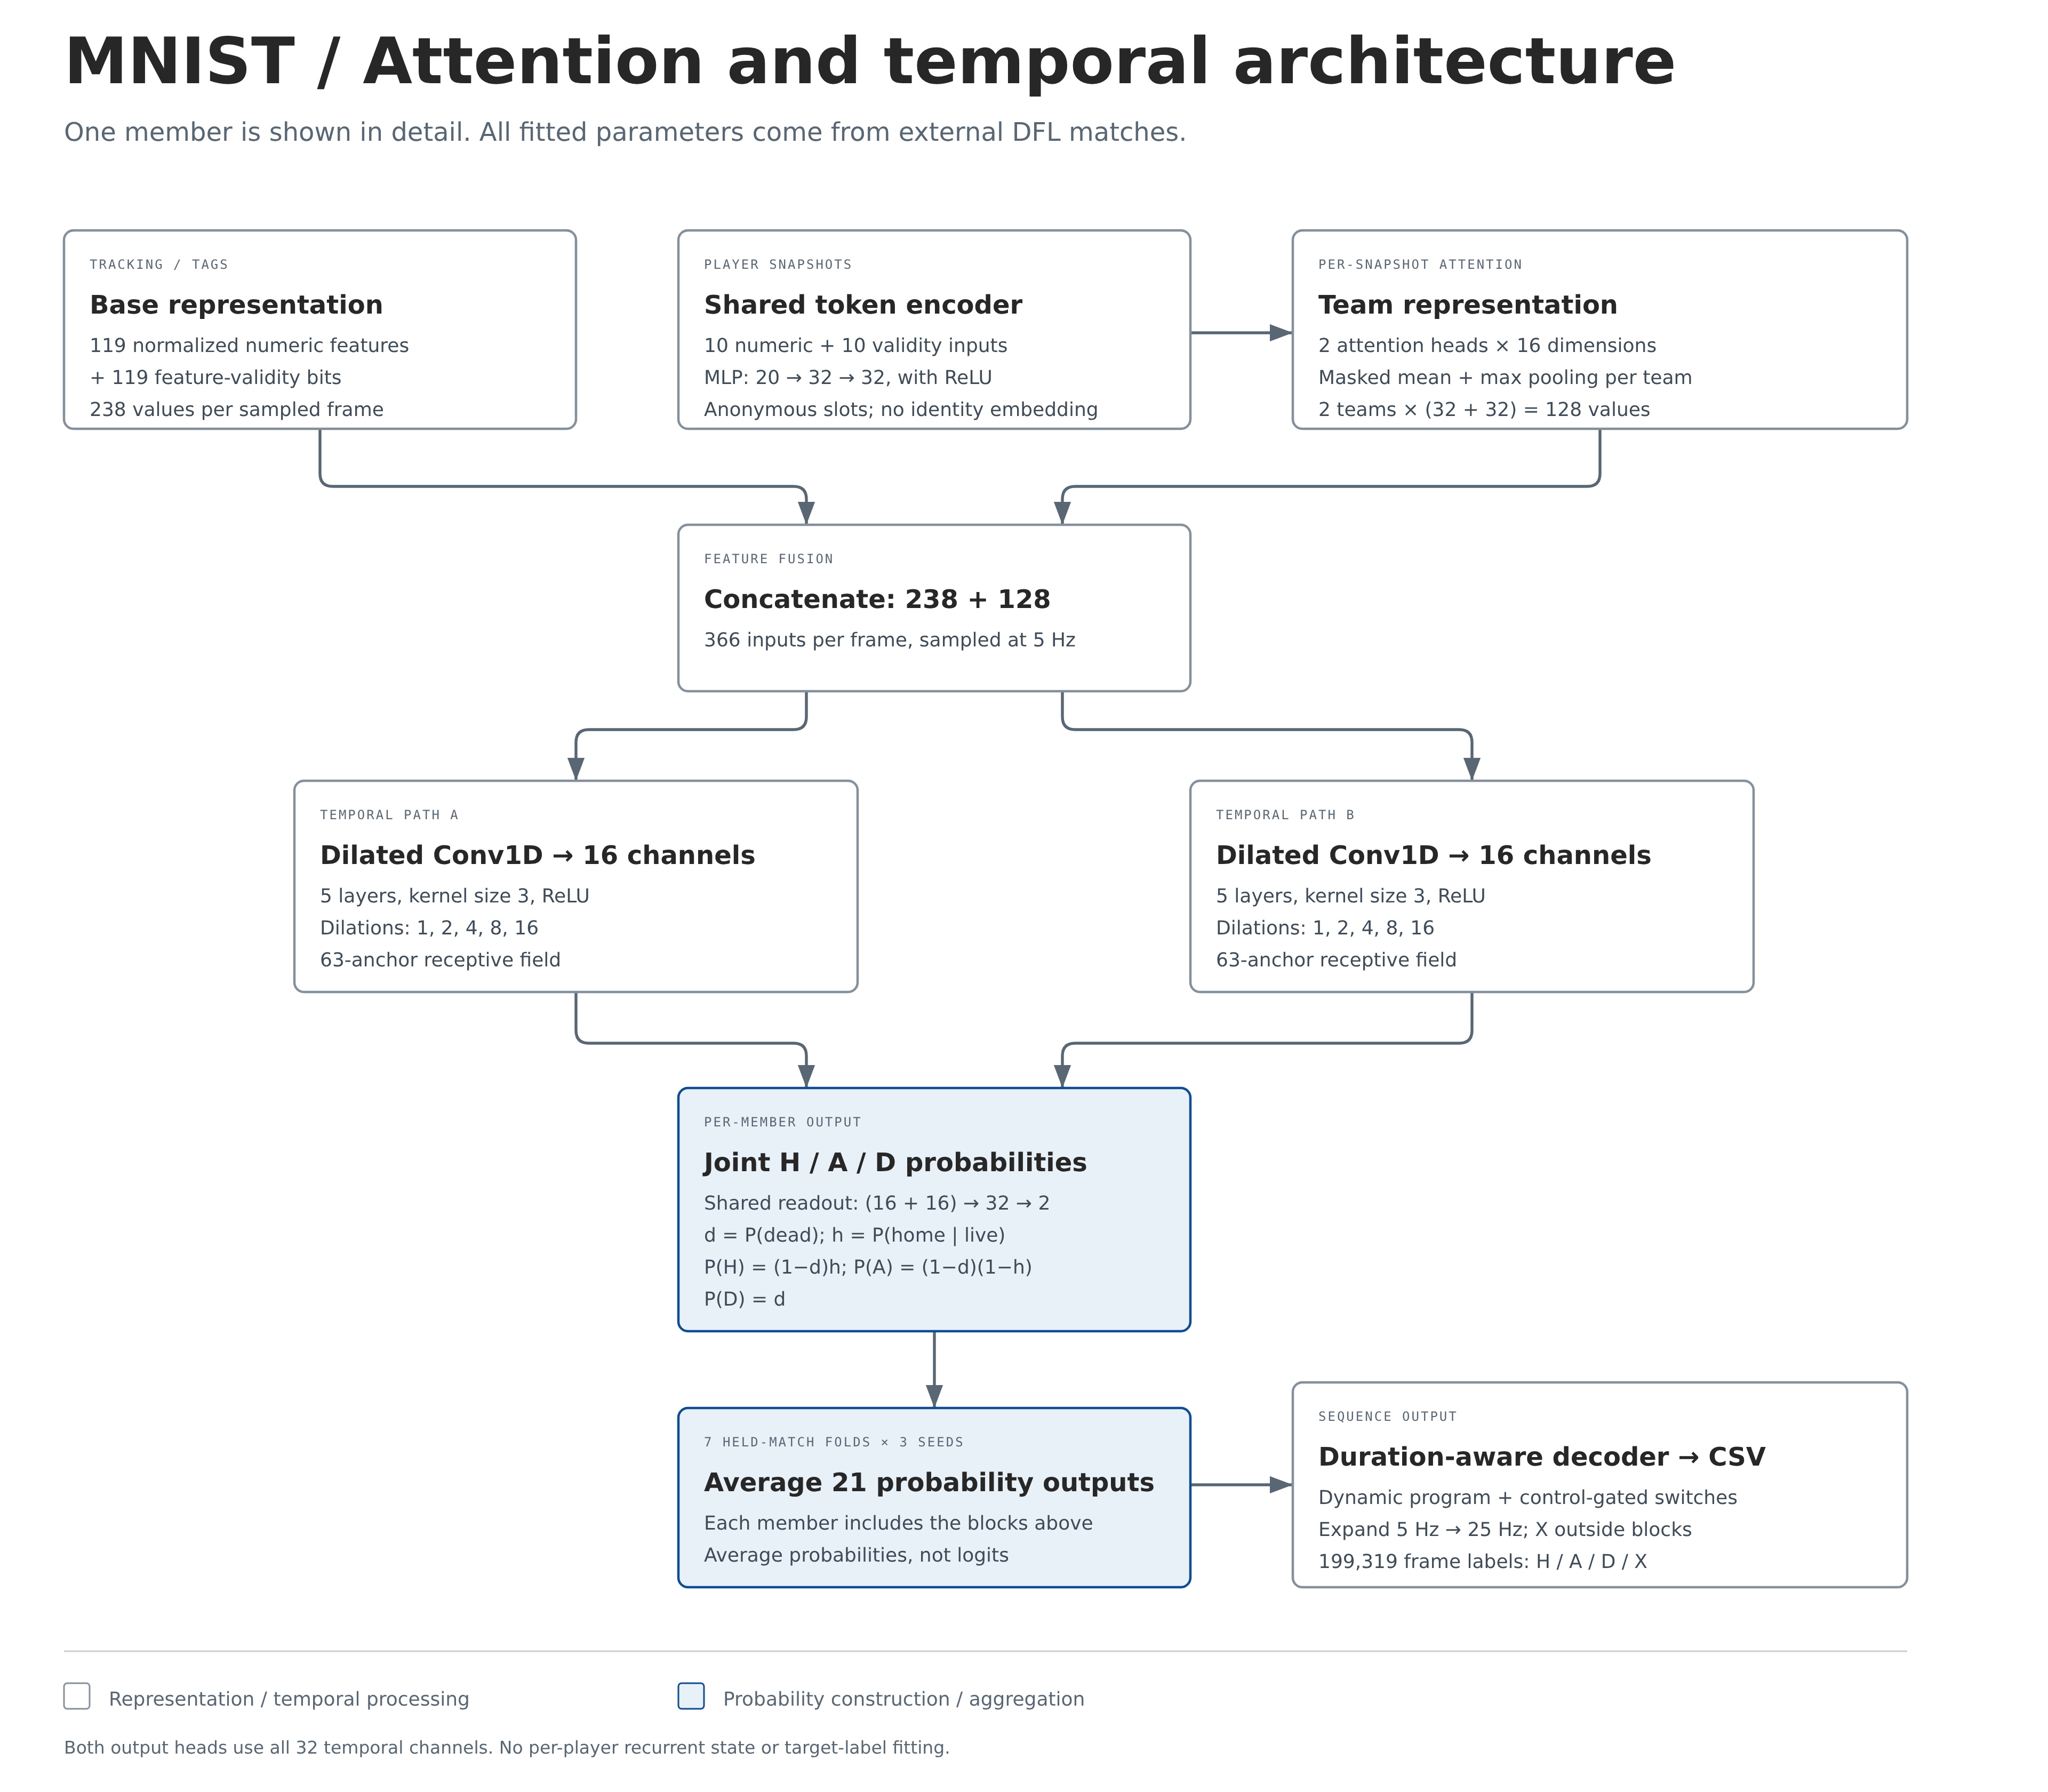 MNIST / Attention and temporal architecture
One member is shown in detail. All fitted parameters come from external DFL matches.
TRACKING / TAGS
Base representation
119 normalized numeric features
+ 119 feature-validity bits
238 values per sampled frame
PLAYER SNAPSHOTS
Shared token encoder
10 numeric + 10 validity inputs
MLP: 20 → 32 → 32, with ReLU
Anonymous slots; no identity embedding
PER-SNAPSHOT ATTENTION
Team representation
2 attention heads × 16 dimensions
Masked mean + max pooling per team
2 teams × (32 + 32) = 128 values
FEATURE FUSION
Concatenate: 238 + 128
366 inputs per frame, sampled at 5 Hz
TEMPORAL PATH A
Dilated Conv1D → 16 channels
5 layers, kernel size 3, ReLU
Dilations: 1, 2, 4, 8, 16
63-anchor receptive field
TEMPORAL PATH B
Dilated Conv1D → 16 channels
5 layers, kernel size 3, ReLU
Dilations: 1, 2, 4, 8, 16
63-anchor receptive field
PER-MEMBER OUTPUT
Joint H / A / D probabilities
Shared readout: (16 + 16) → 32 → 2
d = P(dead); h = P(home | live)
P(H) = (1−d)h; P(A) = (1−d)(1−h)
P(D) = d
7 HELD-MATCH FOLDS × 3 SEEDS
Average 21 probability outputs
Each member includes the blocks above
Average probabilities, not logits
SEQUENCE OUTPUT
Duration-aware decoder → CSV
Dynamic program + control-gated switches
Expand 5 Hz → 25 Hz; X outside blocks
199,319 frame labels: H / A / D / X
Representation / temporal processing
Probability construction / aggregation
Both output heads use all 32 temporal channels. No per-player recurrent state or target-label fitting.